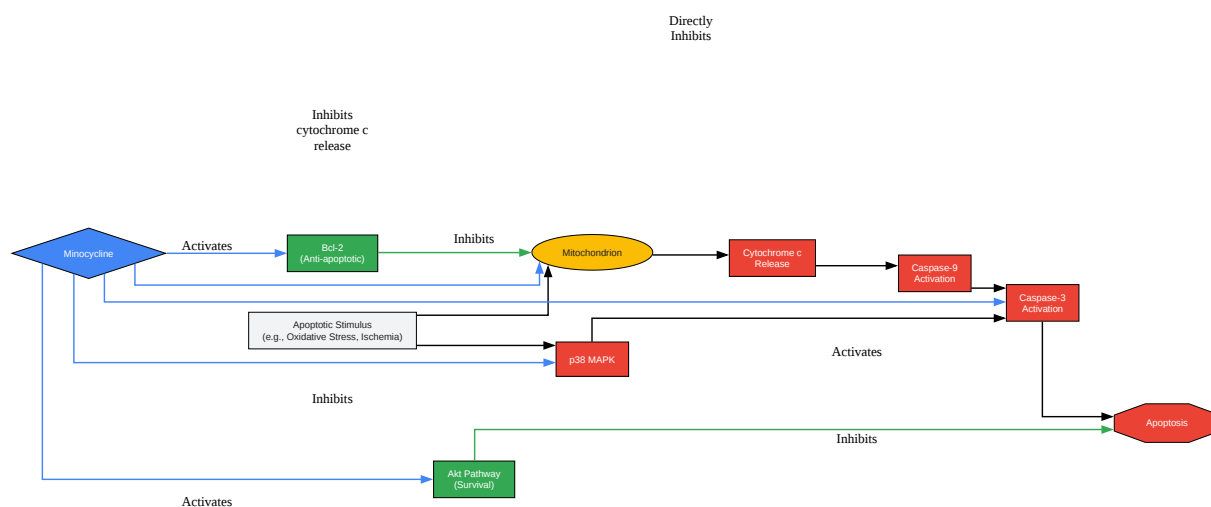 Directly
Inhibits
Inhibits
cytochrome c
release
Minocycline
Activates
Bcl-2
(Anti-apoptotic)
Inhibits
Mitochondrion
Cytochrome c
Release
Caspase-9
Activation
Caspase-3
Activation
Apoptotic Stimulus
(e.g., Oxidative Stress, Ischemia)
p38 MAPK
Activates
Inhibits
Apoptosis
Inhibits
Akt Pathway
(Survival)
Activates